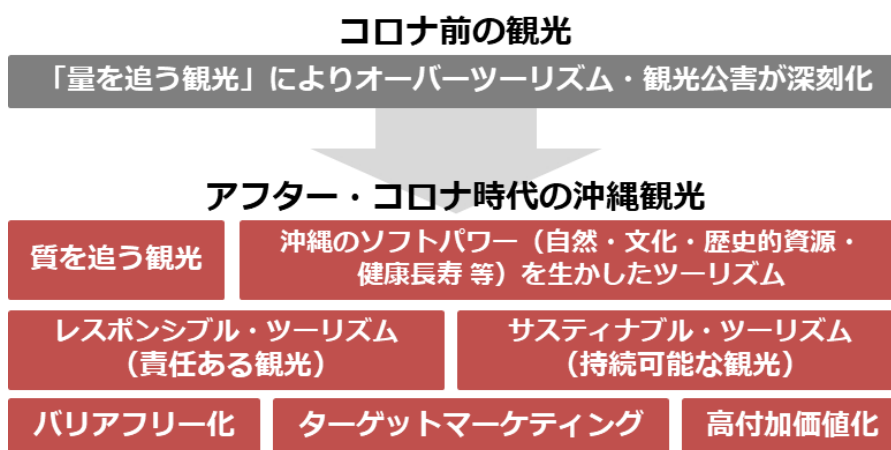 コロナ前の観光
「量を追う観光」によりオーバーツーリズム・観光公害が深刻化
アフター・コロナ時代の沖縄観光
質を追う観光
沖縄のソフトパワー（自然・文化・歴史的資源・
健康長寿 等）を生かしたツーリズム
レスポンシブル・ツーリズム
（責任ある観光）
サスティナブル・ツーリズム
（持続可能な観光）
バリアフリー化
ターゲットマーケティング
高付加価値化